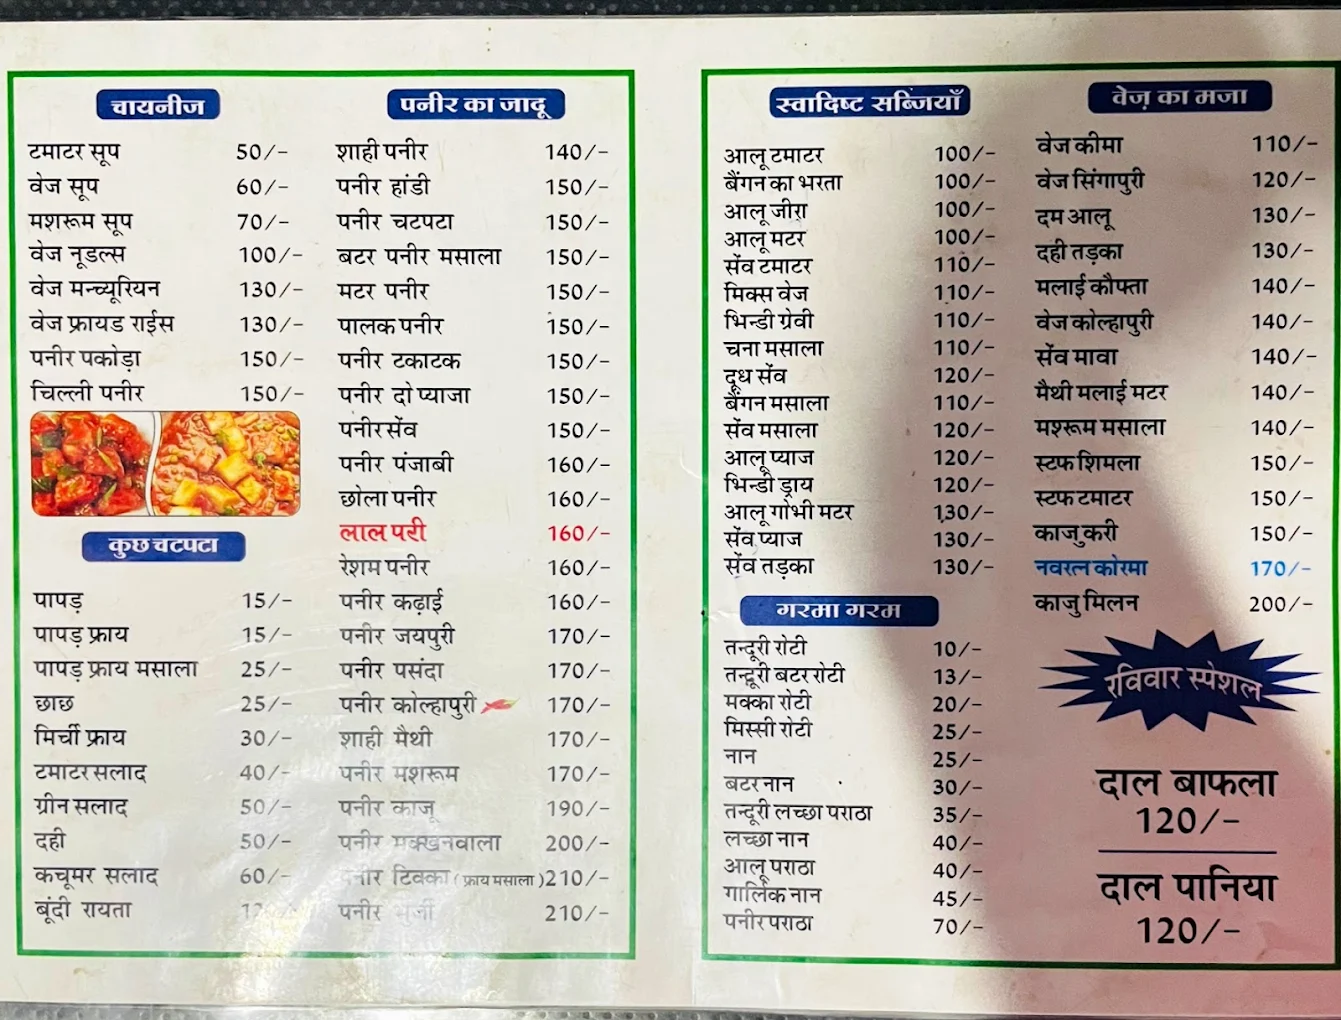 चायनीज
टमाटर सूप 50/-
वेज सूप 60/-
मशरूम सूप 70/-
वेज नूडल्स 100/-
वेज मन्च्यूरियन 130/-
वेज फ्रायड राईस 130/-
पनीर पकोड़ा 150/-
चिल्ली पनीर 150/-
कुछ चटपटा
पापड़ 15/-
पापड़ फ्राय 15/-
पापड़ फ्राय मसाला 25/-
छाछ 25/-
मिर्ची फ्राय 30/-
टमाटर सलाद 40/-
ग्रीन सलाद 50/-
दही 50/-
कचूमर सलाद 60/-
बूंदी रायता
पनीर का जादू
शाही पनीर 140/-
पनीर हांडी 150/-
पनीर चटपटा 150/-
बटर पनीर मसाला 150/-
मटर पनीर 150/-
पालक पनीर 150/-
पनीर टकाटक 150/-
पनीर दो प्याजा 150/-
पनीर सेंव 150/-
पनीर पंजाबी 160/-
छोला पनीर 160/-
लाल परी 160/-
रेशम पनीर 160/-
पनीर कढ़ाई 160/-
पनीर जयपुरी 170/-
पनीर पसंदा 170/-
पनीर कोल्हापुरी 170/-
शाही मैथी 170/-
पनीर मशरूम 170/-
पनीर काजू 190/-
पनीर मक्खनवाला 200/-
पनीर टिक्का (फ्राय मसाला) 210/-
पनीर भुर्जी 210/-
स्वादिष्ट सब्जियाँ
आलू टमाटर 100/-
बैंगन का भरता 100/-
आलू जीरा 100/-
आलू मटर 100/-
सेंव टमाटर 110/-
मिक्स वेज 110/-
भिन्डी ग्रेवी 110/-
चना मसाला 110/-
दूध सेंव 120/-
बैंगन मसाला 110/-
सेंव मसाला 120/-
आलू प्याज 120/-
भिन्डी ड्राय 120/-
आलू गोभी मटर 130/-
सेंव प्याज 130/-
सेंव तड़का 130/-
गरमा गरम
तन्दूरी रोटी 10/-
तन्दूरी बटर रोटी 13/-
मक्का रोटी 20/-
मिस्सी रोटी 25/-
नान 25/-
बटर नान 30/-
तन्दूरी लच्छा पराठा 35/-
लच्छा नान 40/-
आलू पराठा 40/-
गार्लिक नान 45/-
पनीर पराठा 70/-
वेज़ का मजा
वेज कीमा 110/-
वेज सिंगापुरी 120/-
दम आलू 130/-
दही तड़का 130/-
मलाई कौफ्ता 140/-
वेज कोल्हापुरी 140/-
सेंव मावा 140/-
मैथी मलाई मटर 140/-
मशरूम मसाला 140/-
स्टफ शिमला 150/-
स्टफ टमाटर 150/-
काजु करी 150/-
नवरत्न कोरमा 170/-
काजु मिलन 200/-
रविवार स्पेशल
दाल बाफला
120/-
दाल पानिया
120/-